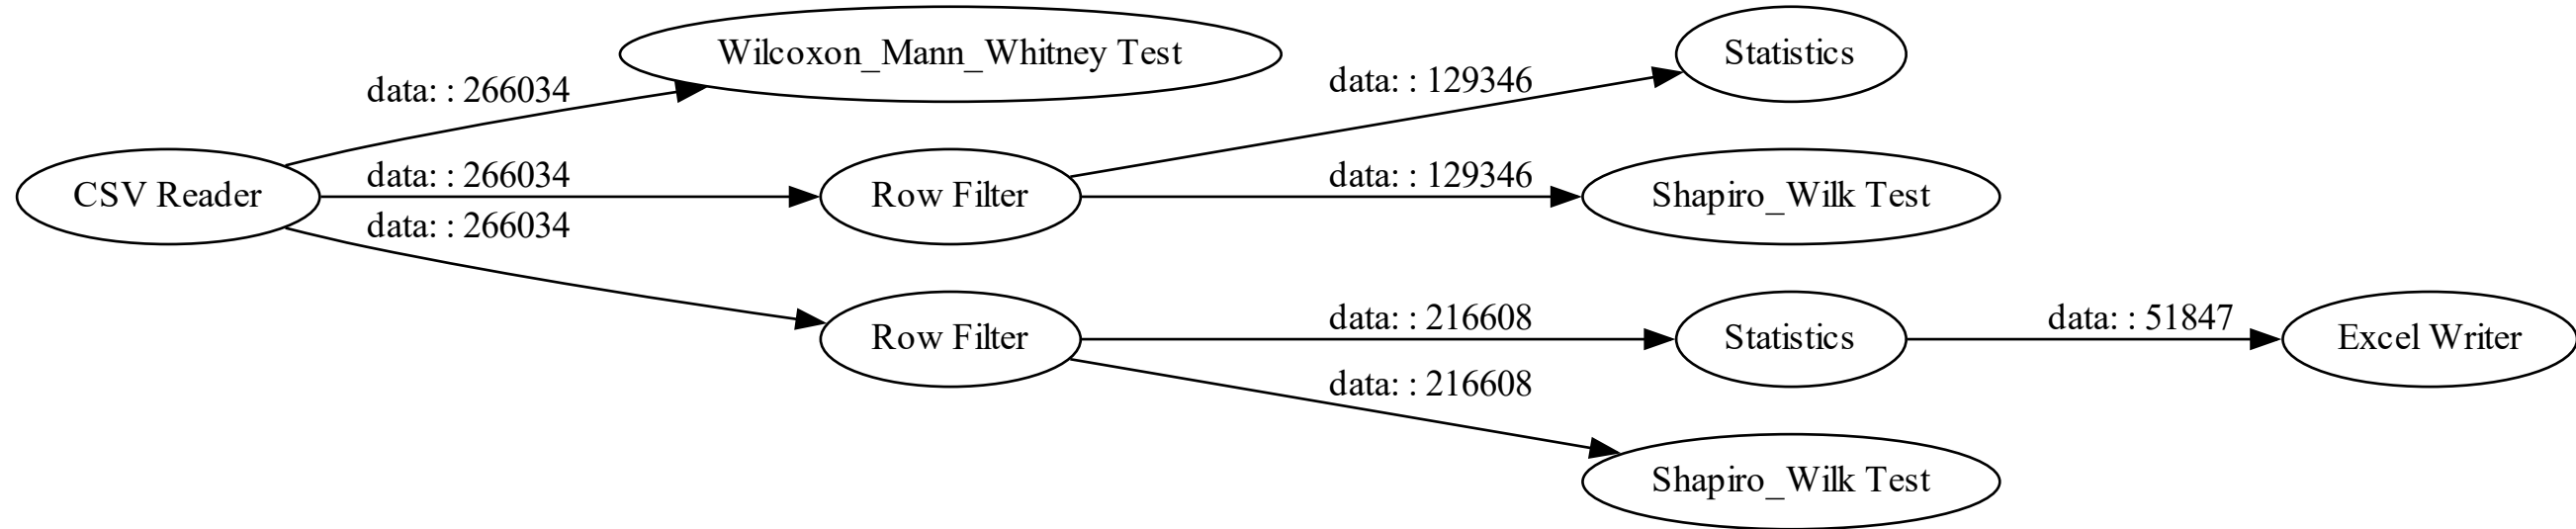 Wilcoxon_Mann_Whitney Test
Statistics
data: : 129346
data: : 266034
data: : 266034
data: : 129346
CSV Reader
Row Filter
Shapiro_Wilk Test
data: : 266034
data: : 216608
data: : 51847
Row Filter
Statistics
Excel Writer
data: : 216608
Shapiro_Wilk Test